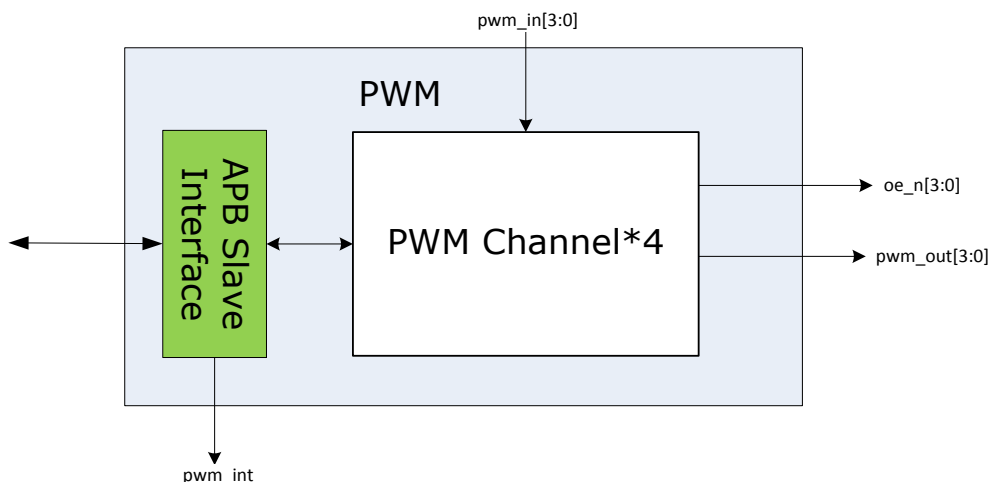 pwm_in[3:0]
PWM
APB Slave
Interface
PWM Channel*4
oe_n[3:0]
pwm_out[3:0]
pwm_int